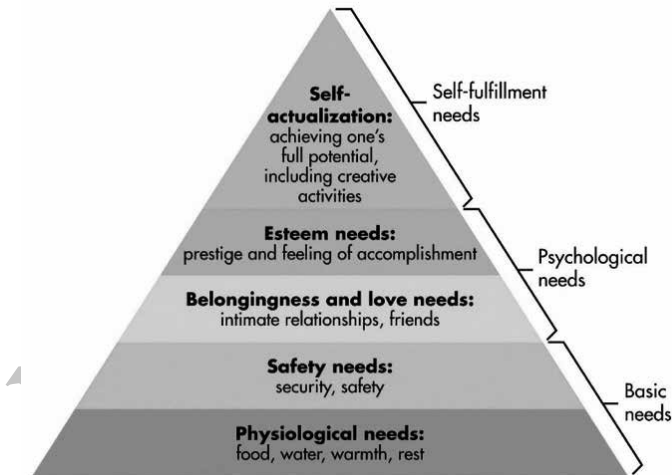 Self-
actualization:
achieving one's
full potential,
including creative
activities
Self-fulfillment
needs
Esteem needs:
prestige and feeling of accomplishment
Belongingness and love needs:
intimate relationships, friends
Psychological
needs
Safety needs:
security, safety
Physiological needs:
food, water, warmth, rest
Basic
needs